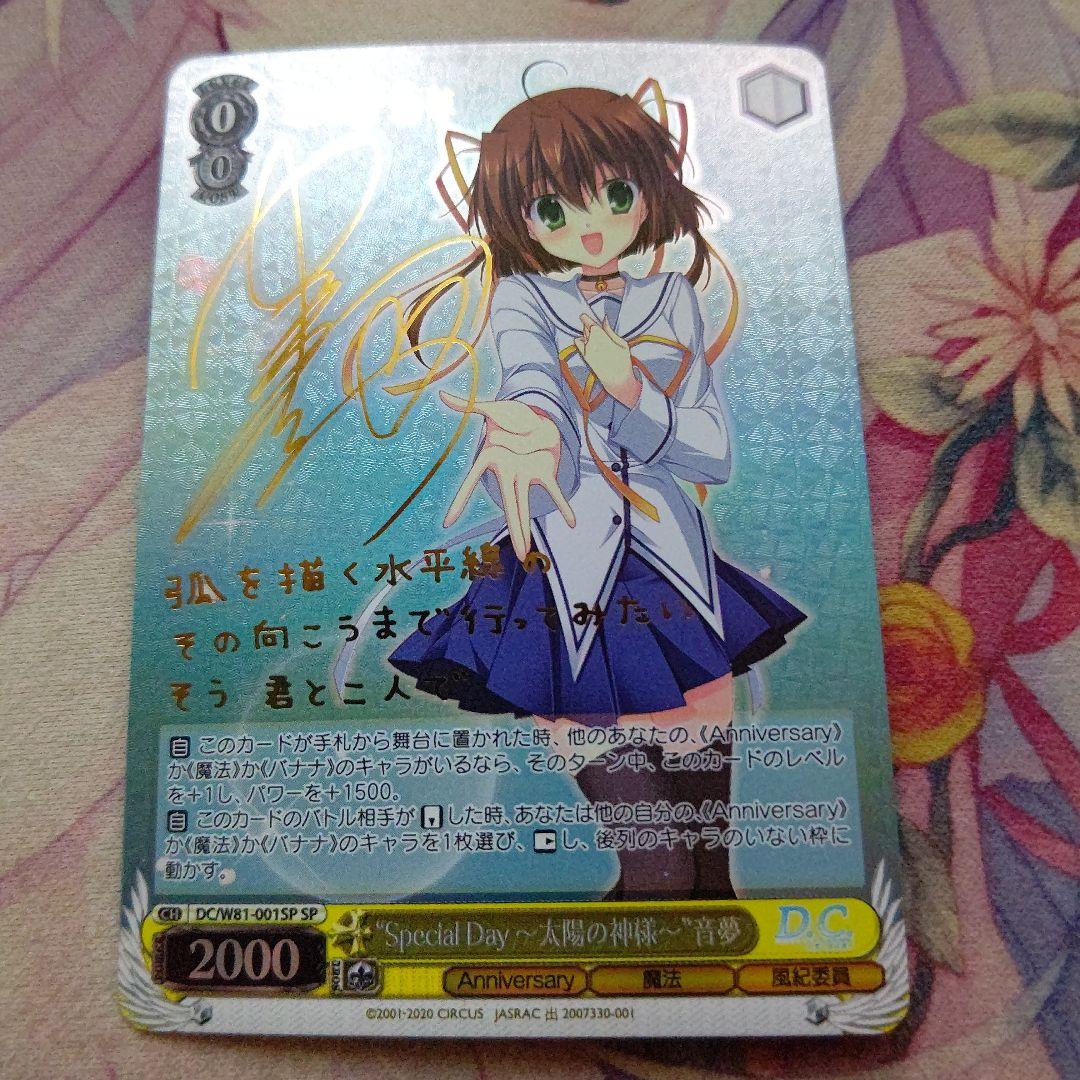 0
0
弧を描く水平線の
その向こうまで行ってみたい
そう 君と二人で
自 このカードが手札から舞台に置かれた時、他のあなたの、《Anniversary》
か《魔法》か《バナナ》のキャラがいるなら、そのターン中、このカードのレベル
を+1し、パワーを+1500。
自 このカードのバトル相手が した時、あなたは他の自分の、《Anniversary》
か《魔法》か《バナナ》のキャラを1枚選び、 し、後列のキャラのいない枠に
動かす。
CH DC/W81-001SP SP
"Special Day ～太陽の神様～"音夢
D.C.
2000
Anniversary 魔法 風紀委員
©2001-2020 CIRCUS JASRAC 出 2007330-001